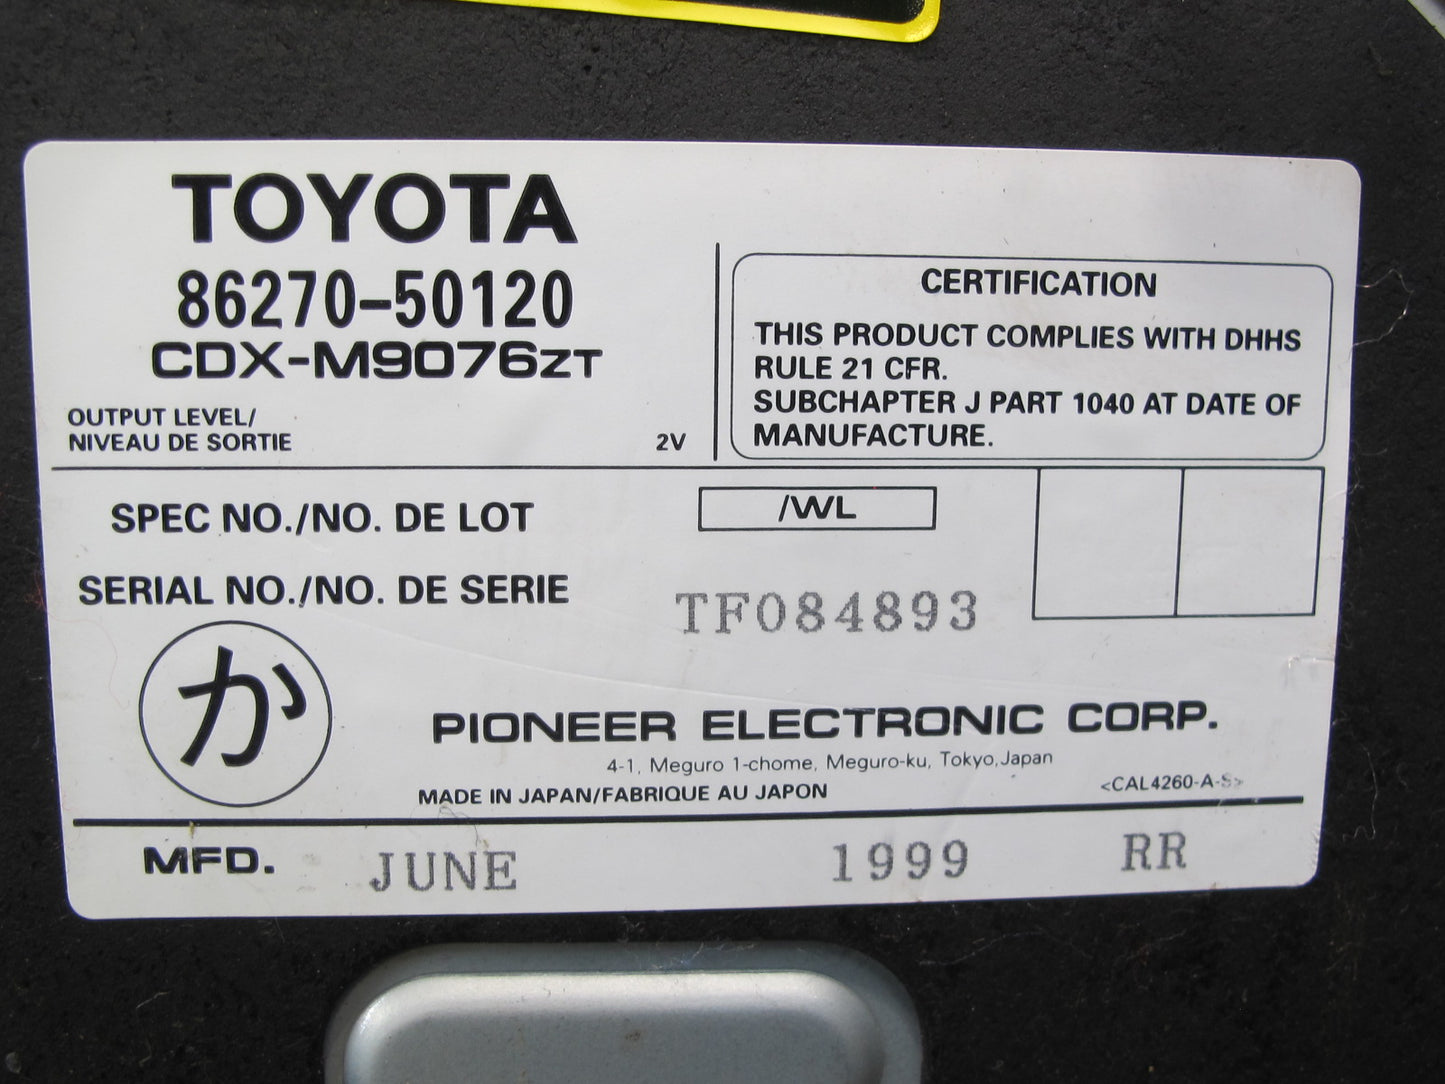 TOYOTA
86270-50120
CDX-M9076ZT
OUTPUT LEVEL/
NIVEAU DE SORTIE 2V
CERTIFICATION
THIS PRODUCT COMPLIES WITH DHHS
RULE 21 CFR.
SUBCHAPTER J PART 1040 AT DATE OF
MANUFACTURE.
SPEC NO./NO. DE LOT /WL
SERIAL NO./NO. DE SERIE TF084893
か
PIONEER ELECTRONIC CORP.
4-1, Meguro 1-chome, Meguro-ku, Tokyo, Japan
MADE IN JAPAN/FABRIQUE AU JAPON <CAL4260-A-S>
MFD. JUNE 1999 RR